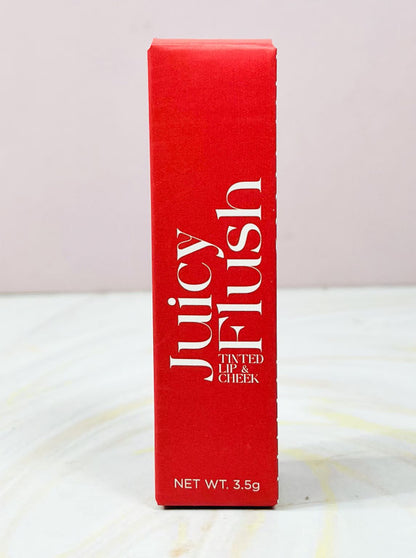 Juicy
Flush
TINTED
LIP &
CHEEK
NET WT. 3.5g